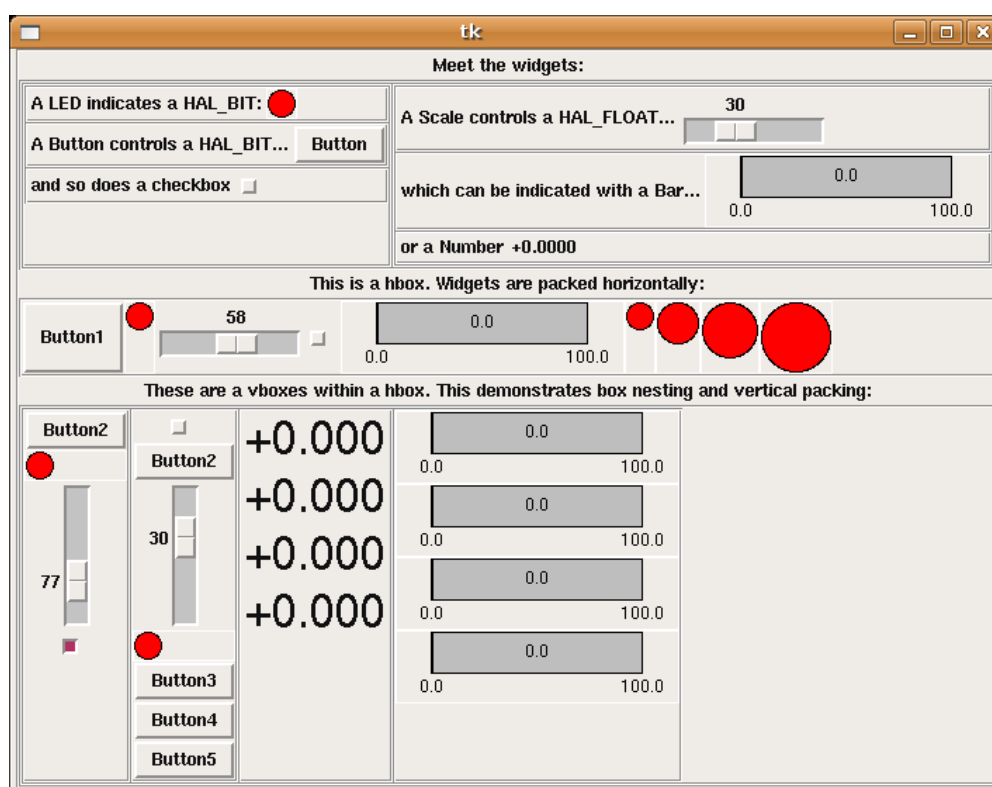 tk
Meet the widgets:
A LED indicates a HAL_BIT:
A Button controls a HAL_BIT... Button
and so does a checkbox
A Scale controls a HAL_FLOAT... 30
which can be indicated with a Bar... 0.0
0.0 100.0
or a Number +0.0000
This is a hbox. Widgets are packed horizontally:
Button1 58 0.0
0.0 100.0
These are a vboxes within a hbox. This demonstrates box nesting and vertical packing:
Button2
77
Button2
30
Button3
Button4
Button5
+0.000
+0.000
+0.000
+0.000
0.0
0.0 100.0
0.0
0.0 100.0
0.0
0.0 100.0
0.0
0.0 100.0